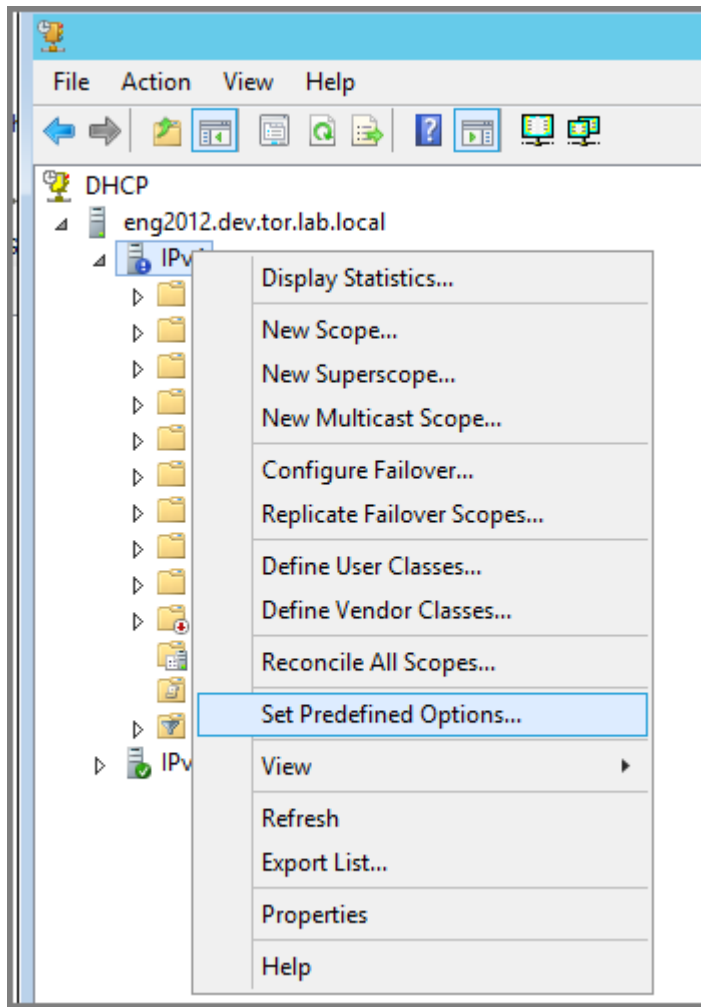 File Action View Help
DHCP
eng2012.dev.tor.lab.local
IPv
Display Statistics...
New Scope...
New Superscope...
New Multicast Scope...
Configure Failover...
Replicate Failover Scopes...
Define User Classes...
Define Vendor Classes...
Reconcile All Scopes...
Set Predefined Options...
IPv
View
Refresh
Export List...
Properties
Help